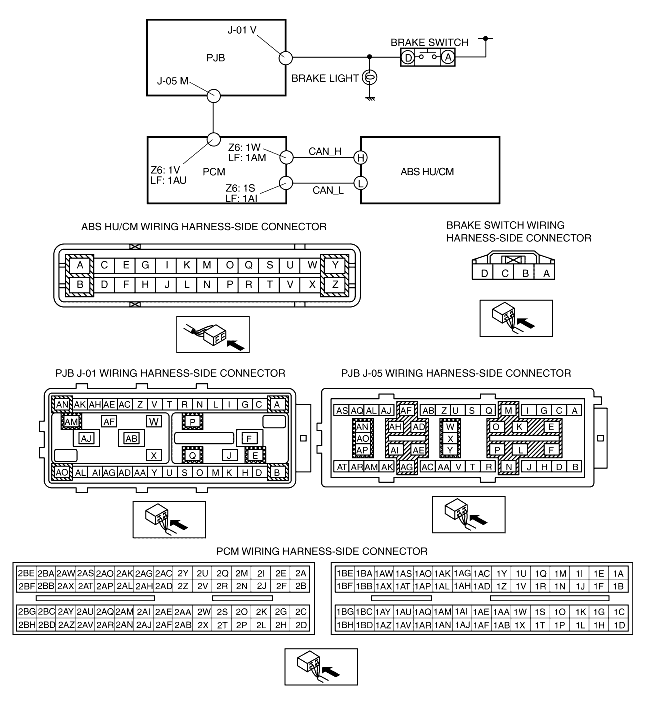 J-01 V
PJB
BRAKE SWITCH
D A
BRAKE LIGHT
J-05 M
Z6: 1V
LF: 1AU
PCM
Z6: 1W
LF: 1AM
CAN_H
H
ABS HU/CM
Z6: 1S
LF: 1AI
CAN_L
L
ABS HU/CM WIRING HARNESS-SIDE CONNECTOR
A C E G I K M O Q S U W Y
B D F H J L N P R T V X Z
BRAKE SWITCH WIRING
HARNESS-SIDE CONNECTOR
D C B A
PJB J-01 WIRING HARNESS-SIDE CONNECTOR
AN AK AH AE AC Z V T R N L I G C A
AM AF W P
AJ AB F
X Q J E
AO AL AI AG AD AA Y U S O M K H D B
PJB J-05 WIRING HARNESS-SIDE CONNECTOR
AS AQ AL AJ AF AB Z U S Q M I G C A
AN AH AD W O K E
AO X
AP AI AE Y P L F
AT AR AM AK AG AC AA V T R N J H D B
PCM WIRING HARNESS-SIDE CONNECTOR
2BE 2BA 2AW 2AS 2AO 2AK 2AG 2AC 2Y 2U 2Q 2M 2I 2E 2A
2BF 2BB 2AX 2AT 2AP 2AL 2AH 2AD 2Z 2V 2R 2N 2J 2F 2B
2BG 2BC 2AY 2AU 2AQ 2AM 2AI 2AE 2AA 2W 2S 2O 2K 2G 2C
2BH 2BD 2AZ 2AV 2AR 2AN 2AJ 2AF 2AB 2X 2T 2P 2L 2H 2D
1BE 1BA 1AW 1AS 1AO 1AK 1AG 1AC 1Y 1U 1Q 1M 1I 1E 1A
1BF 1BB 1AX 1AT 1AP 1AL 1AH 1AD 1Z 1V 1R 1N 1J 1F 1B
1BG 1BC 1AY 1AU 1AQ 1AM 1AI 1AE 1AA 1W 1S 1O 1K 1G 1C
1BH 1BD 1AZ 1AV 1AR 1AN 1AJ 1AF 1AB 1X 1T 1P 1L 1H 1D